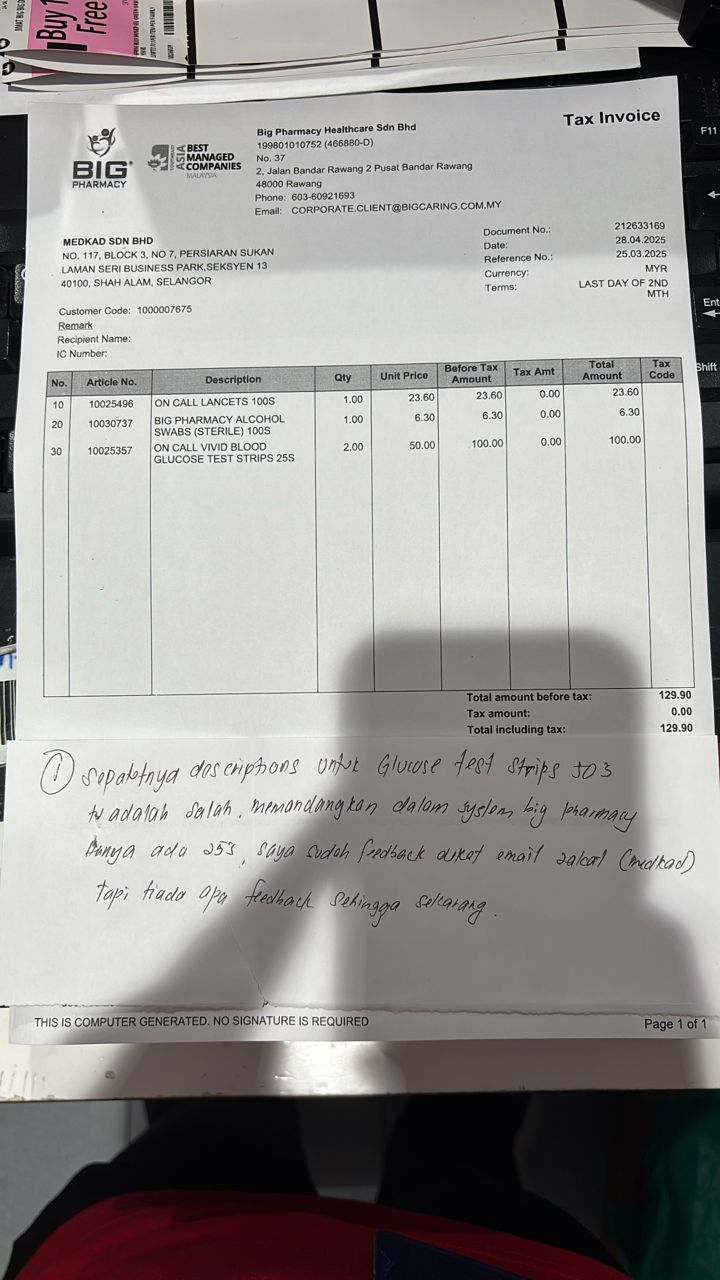 Buy 1
Free
F11
Ent
Shift
Tax Invoice
BIG
PHARMACY
ASIA
BEST
MANAGED
COMPANIES
MALAYSIA
Big Pharmacy Healthcare Sdn Bhd
199801010752 (466880-D)
No. 37
2, Jalan Bandar Rawang 2 Pusat Bandar Rawang
48000 Rawang
Phone: 603-60921693
Email: CORPORATE.CLIENT@BIGCARING.COM.MY
MEDKAD SDN BHD
NO. 117, BLOCK 3, NO 7, PERSIARAN SUKAN
LAMAN SERI BUSINESS PARK,SEKSYEN 13
40100, SHAH ALAM, SELANGOR
Document No.: 212633169
Date: 28.04.2025
Reference No.: 25.03.2025
Currency: MYR
Terms: LAST DAY OF 2ND
MTH
Customer Code: 1000007675
Remark
Recipient Name:
IC Number:
No. Article No. Description Qty Unit Price Before Tax Amount Tax Amt Total Amount Tax Code
10 10025496 ON CALL LANCETS 100S 1.00 23.60 23.60 0.00 23.60
20 10030737 BIG PHARMACY ALCOHOL 1.00 6.30 6.30 0.00 6.30
SWABS (STERILE) 100S
30 10025357 ON CALL VIVID BLOOD 2.00 50.00 100.00 0.00 100.00
GLUCOSE TEST STRIPS 25S
Total amount before tax: 129.90
Tax amount: 0.00
Total including tax: 129.90
1 Sepatutnya descriptions untuk Glucose test strips 50's
tu adalah salah, memandangkan dalam system big pharmacy
hanya ada 25's, saya sudah feedback dekat email (medkad)
tapi tiada apa feedback sehingga sekarang.
THIS IS COMPUTER GENERATED. NO SIGNATURE IS REQUIRED
Page 1 of 1